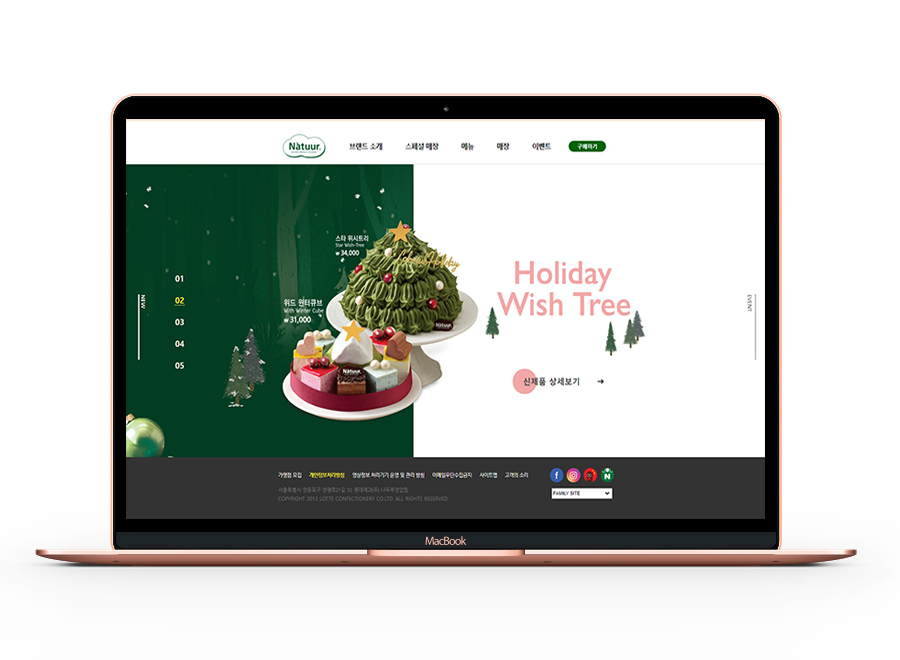 Natuur.
브랜드 소개 스페셜 매장 메뉴 매장 이벤트 구매하기
스타 위시트리
Star Wish-Tree
₩ 34,000
위드 윈터큐브
With Winter Cube
₩ 31,000
01
02
03
04
05
NEW
EVENT
Holiday
Wish Tree
신제품 상세보기 →
Natuur.
Natuur.
가맹점 모집 개인정보처리방침 영상정보 처리기기 운영 및 관리 방침 이메일무단수집금지 사이트맵 고객의 소리
COPYRIGHT 2013 LOTTE CONFECTIONERY CO.LTD. ALL RIGHTS RESERVED
FAMILY SITE
MacBook